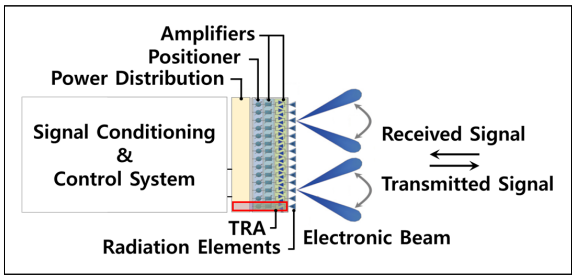 Amplifiers
Positioner
Power Distribution
Signal Conditioning
&
Control System
Received Signal
Transmitted Signal
TRA
Electronic Beam
Radiation Elements